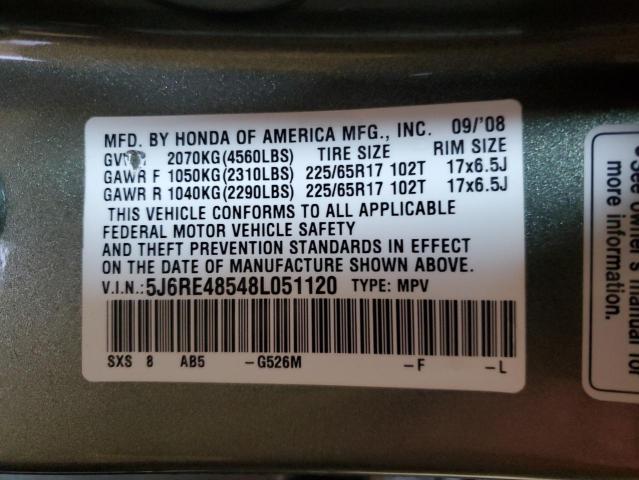 MFD. BY HONDA OF AMERICA MFG., INC. 09/'08
2070KG(4560LBS) TIRE SIZE RIM SIZE
GAWR F 1050KG(2310LBS) 225/65R17 102T 17x6.5J
GAWR R 1040KG(2290LBS) 225/65R17 102T 17x6.5J
THIS VEHICLE CONFORMS TO ALL APPLICABLE
FEDERAL MOTOR VEHICLE SAFETY
AND THEFT PREVENTION STANDARDS IN EFFECT
ON THE DATE OF MANUFACTURE SHOWN ABOVE.
V.I.N.:5J6RE48548L051120 TYPE: MPV
SXS 8 AB5 -G526M -F -L
owner's manual for
more information.